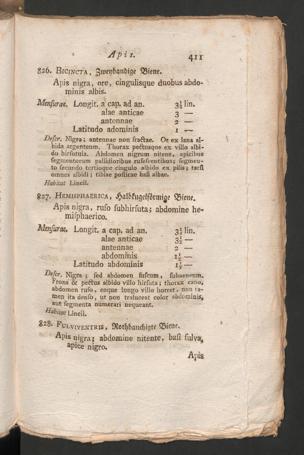 Apis. 411
826. BICINCTA, Zweybandige Biene.
Apis nigra, ore, cingulisque duobus abdo-
minis albis.
Mensurae. Longit. a cap. ad an. 3½ lin.
alae anticae 3 —
antennae 2 —
Latitudo adominis 1 —
Descr. Nigra; antennae non fractae. Os ex lana al-
bida argenteum. Thorax pectusque ex villo albi-
do hirsutula. Abdomen nigrum nitens, apicibus
segmentorum pallidioribus rufescentibus; segmen-
to secundo tertioque cingulo albido ex pilis; tarsi
omnes albidi; tibiae posticae basi albae.
Habitat Lincii.
827. HEMISPHAERICA, Halbkugelförmige Biene.
Apis nigra, rufo subhirsuta; abdomine he-
misphaerico.
Mensurae. Longit. a cap. ad an. 3½ lin.
alae anticae 3½ —
antennae 2 —
abdominis 1½ —
Latitudo abdominis 1½ —
Descr. Nigra; sed abdomen fuscum, subaeneum.
Frons & pectus albido villo hirsuta; thorax cano,
abdomen rufo, eoque longo villo horret, non ta-
men ita denso, ut non transluceat color abdominis,
aut segmenta numerari nequeant.
Habitat Lincii.
828. FULVIVENTRIS, Rothbauchigte Biene.
Apis nigra; abdomine nitente, basi fulva,
apice nigro.
Apis